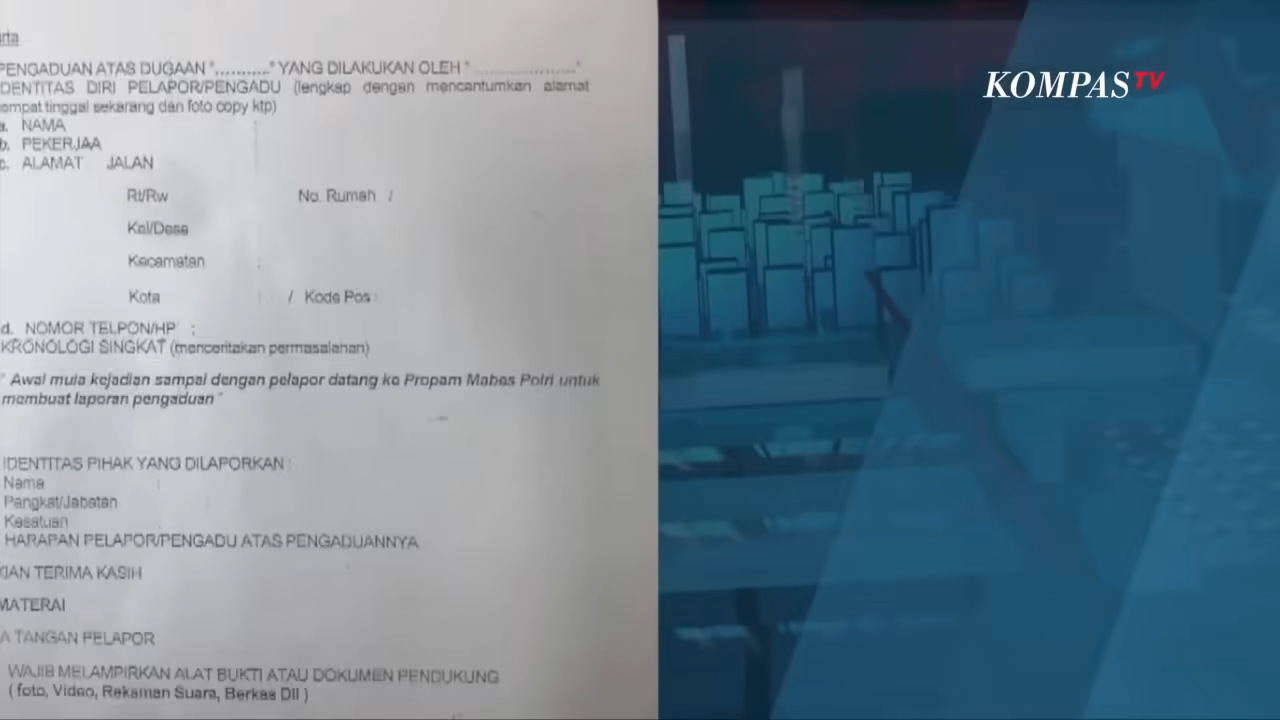 rta
PENGADUAN ATAS DUGAAN ".........." YANG DILAKUKAN OLEH "..................."
IDENTITAS DIRI PELAPOR/PENGADU (lengkap dengan mencantumkan alamat
empat tinggal sekarang dan foto copy ktp)
a. NAMA :
b. PEKERJAA
c. ALAMAT JALAN
Rt/Rw No. Rumah /
Kel/Desa
Kecamatan :
Kota / Kode Pos :
d. NOMOR TELPON/HP :
KRONOLOGI SINGKAT (menceritakan permasalahan)
" Awal mula kejadian sampai dengan pelapor datang ke Propam Mabes Polri untuk
membuat laporan pengaduan "
IDENTITAS PIHAK YANG DILAPORKAN :
Nama :
Pangkat/Jabatan
Kesatuan
HARAPAN PELAPOR/PENGADU ATAS PENGADUANNYA
KIAN TERIMA KASIH
MATERAI
A TANGAN PELAPOR
WAJIB MELAMPIRKAN ALAT BUKTI ATAU DOKUMEN PENDUKUNG
( foto, Video, Rekaman Suara, Berkas Dll )
KOMPAS TV